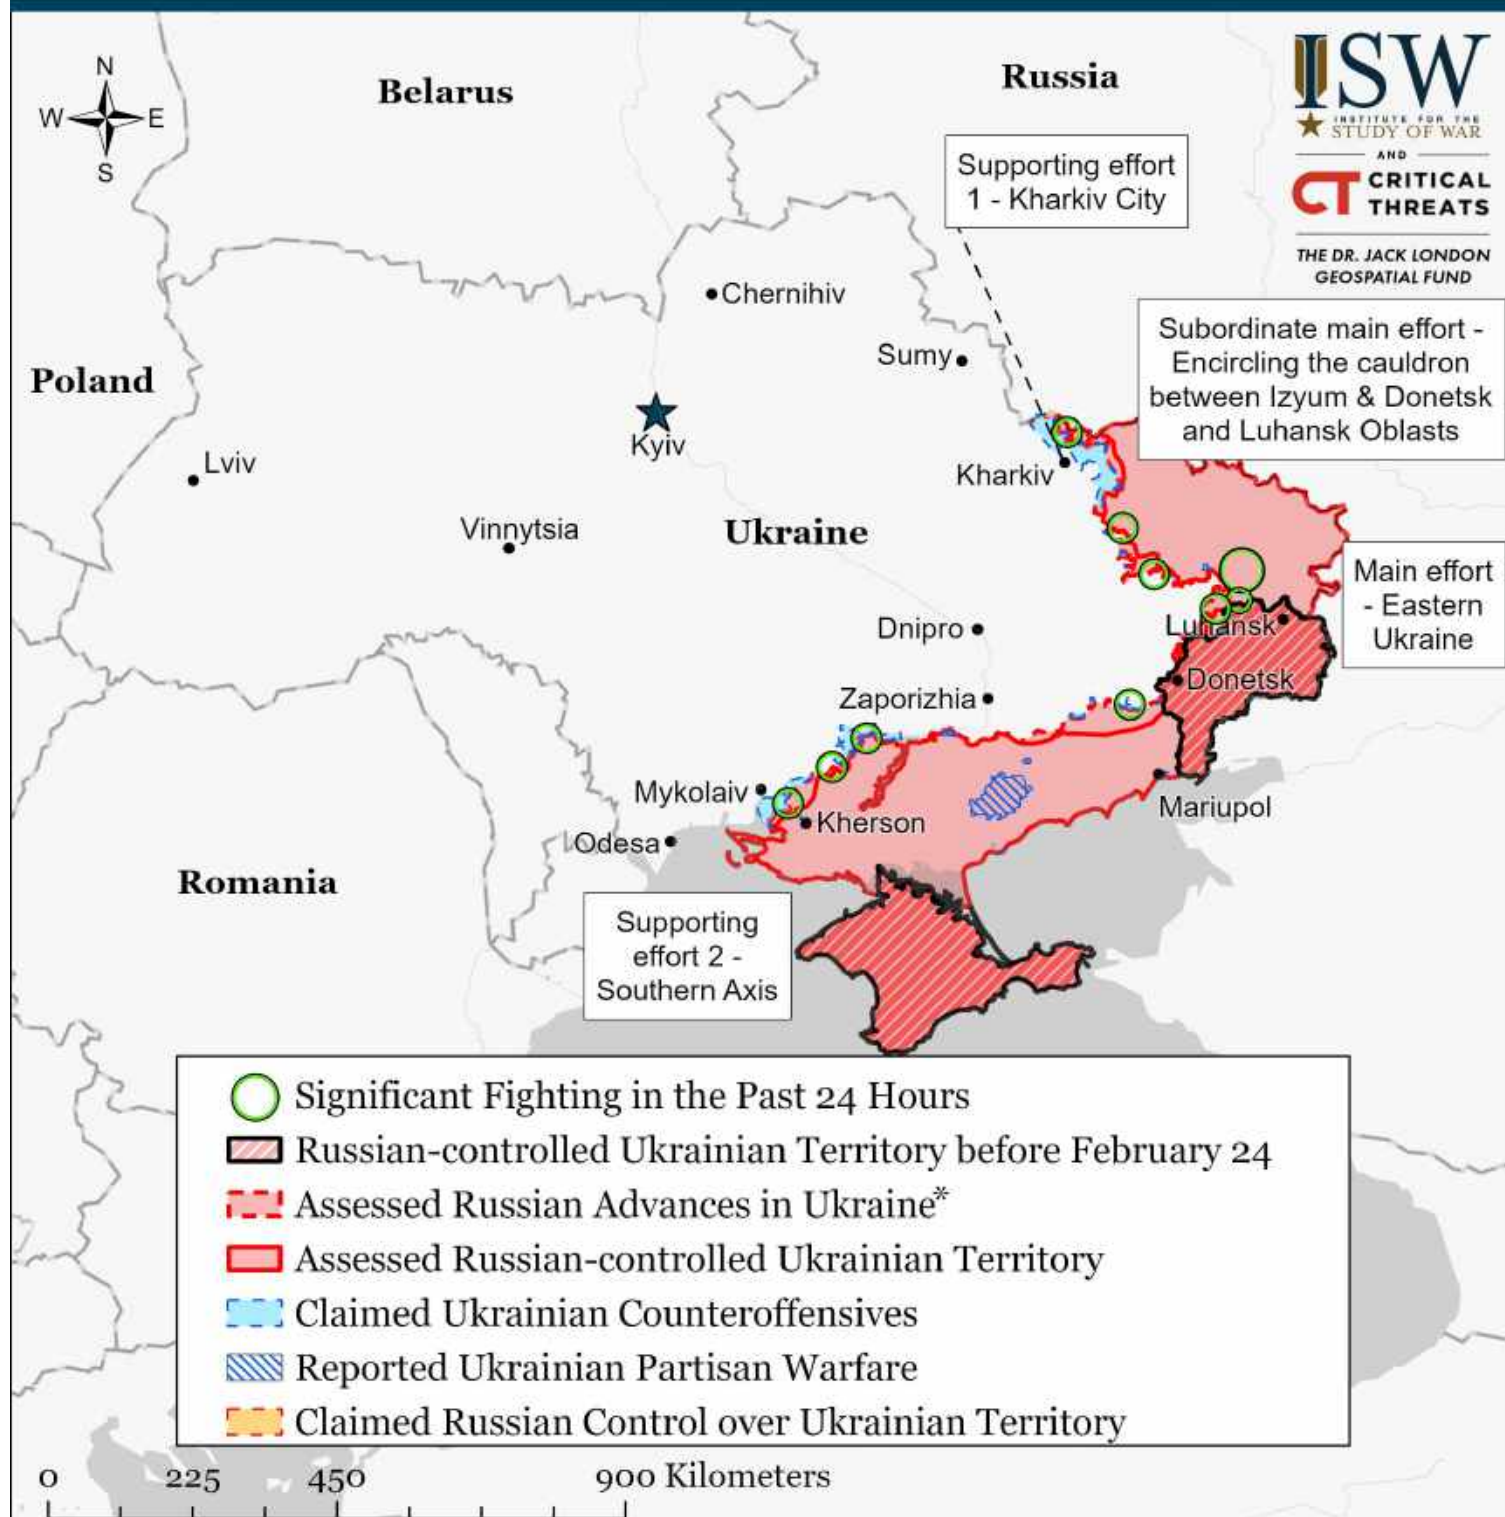 N
W
E
S
Belarus
Russia
ISW
INSTITUTE FOR THE
STUDY OF WAR
AND
CT CRITICAL
THREATS
THE DR. JACK LONDON
GEOSPATIAL FUND
Supporting effort
1 - Kharkiv City
Chernihiv
Subordinate main effort -
Encircling the cauldron
between Izyum & Donetsk
and Luhansk Oblasts
Sumy
Poland
Kyiv
Lviv
Kharkiv
Vinnytsia
Ukraine
Main effort
- Eastern
Ukraine
Dnipro
Luhansk
Donetsk
Zaporizhia
Mykolaiv
Mariupol
Kherson
Odesa
Romania
Supporting
effort 2 -
Southern Axis
Significant Fighting in the Past 24 Hours
Russian-controlled Ukrainian Territory before February 24
Assessed Russian Advances in Ukraine*
Assessed Russian-controlled Ukrainian Territory
Claimed Ukrainian Counteroffensives
Reported Ukrainian Partisan Warfare
Claimed Russian Control over Ukrainian Territory
0 225 450 900 Kilometers